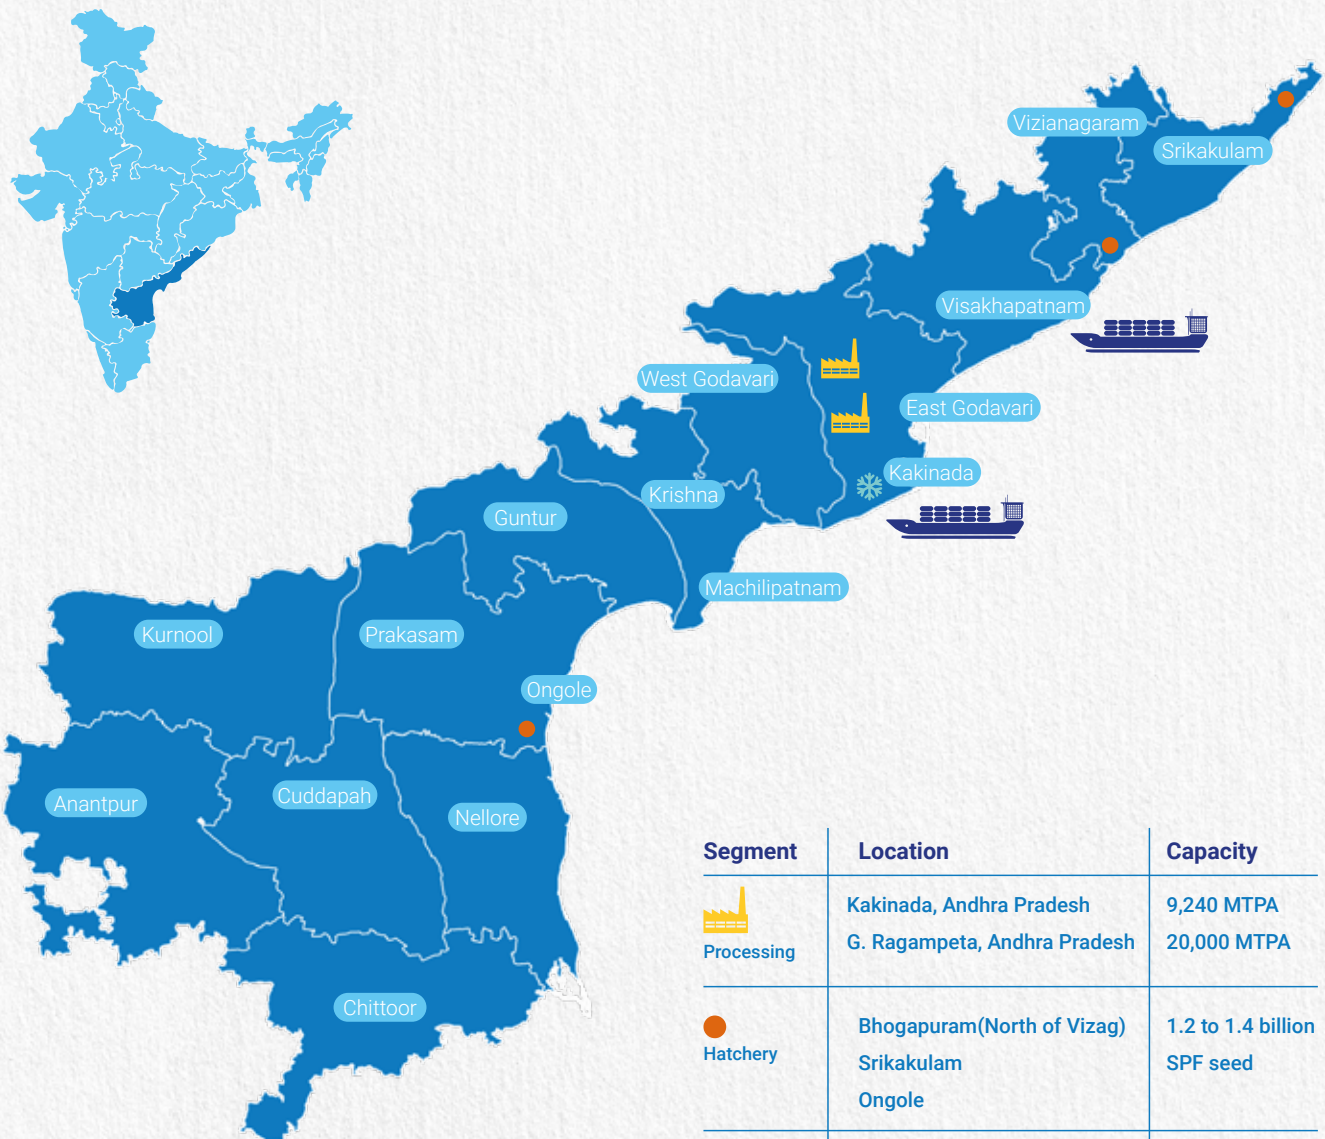 Vizianagaram
Srikakulam
Visakhapatnam
West Godavari
East Godavari
Kakinada
Krishna
Guntur
Machilipatnam
Kurnool
Prakasam
Ongole
Anantpur
Cuddapah
Nellore
Chittoor
Segment Location Capacity
Kakinada, Andhra Pradesh 9,240 MTPA
G. Ragampeta, Andhra Pradesh 20,000 MTPA
Processing
Bhogapuram(North of Vizag) 1.2 to 1.4 billion
Hatchery Srikakulam SPF seed
Ongole